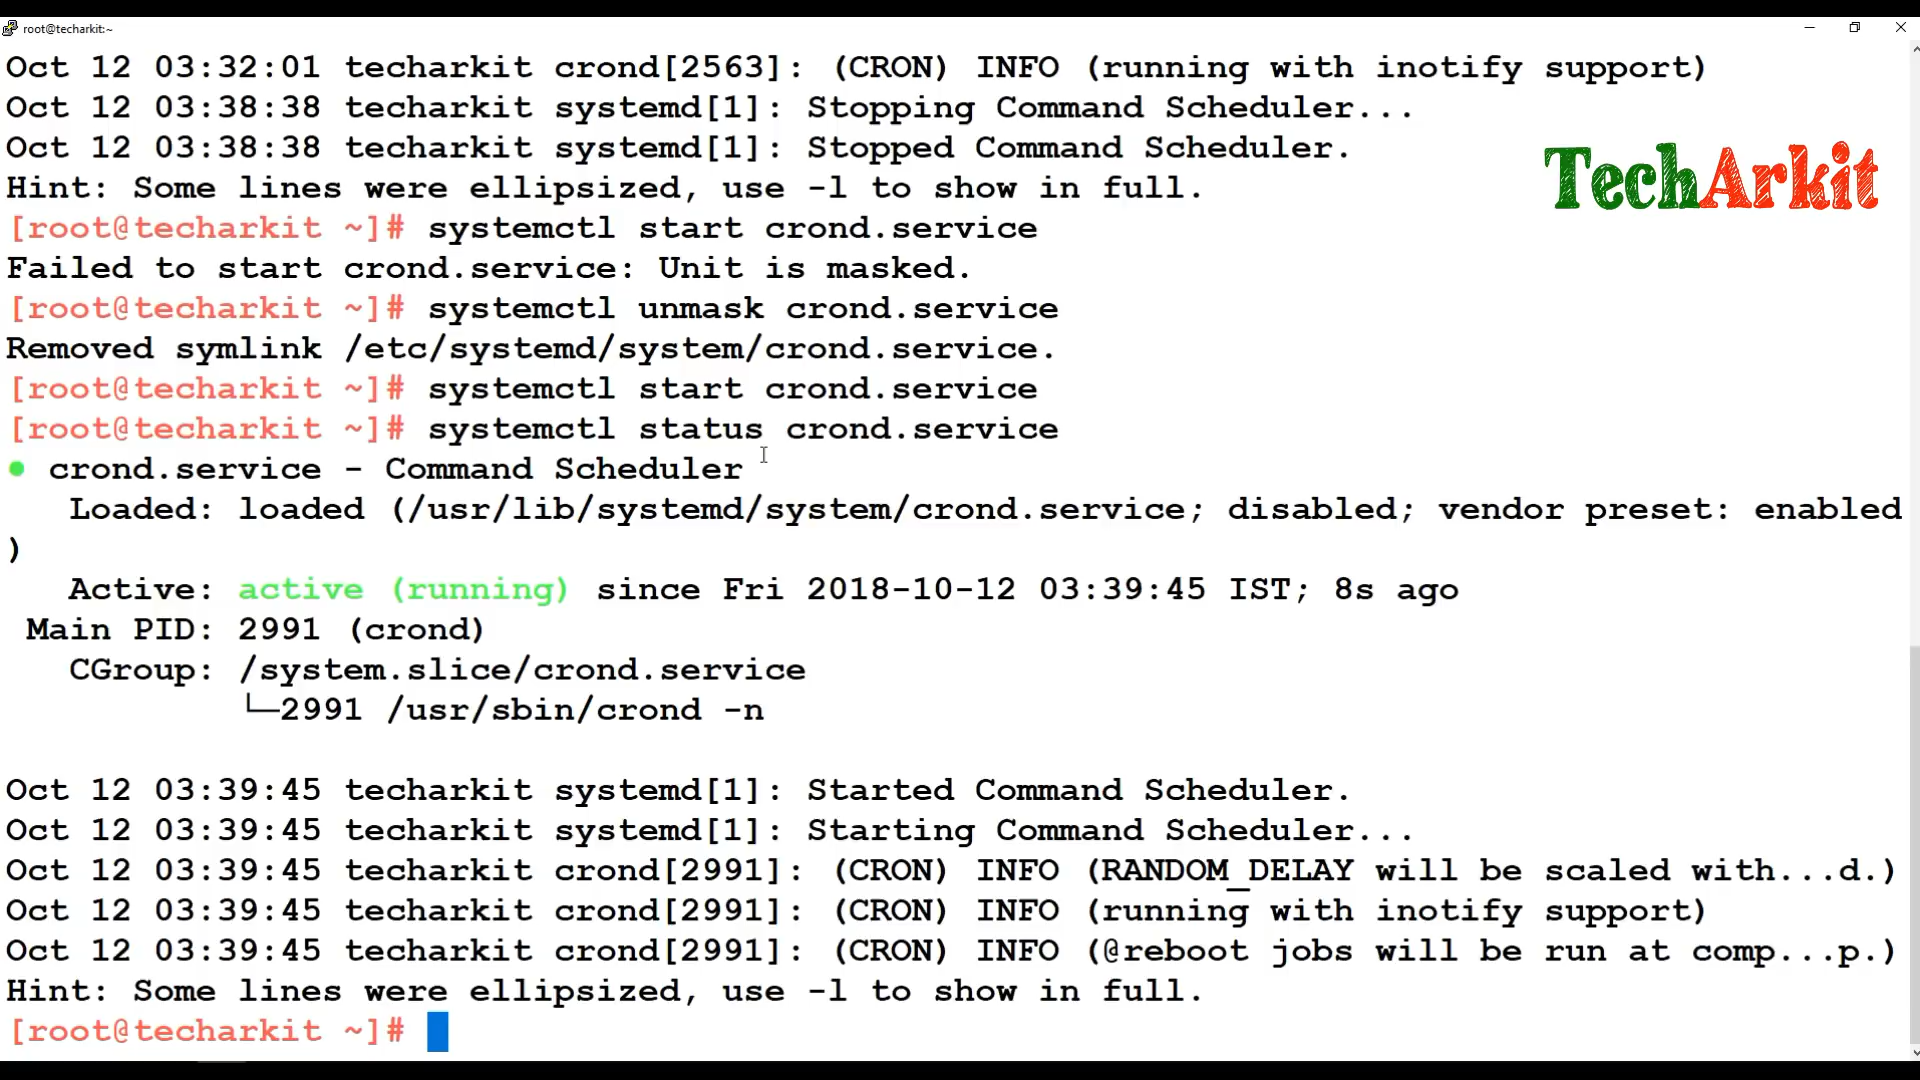 root@techarkit:~
Oct 12 03:32:01 techarkit crond[2563]: (CRON) INFO (running with inotify support)
Oct 12 03:38:38 techarkit systemd[1]: Stopping Command Scheduler...
Oct 12 03:38:38 techarkit systemd[1]: Stopped Command Scheduler.
TechArkit
Hint: Some lines were ellipsized, use -l to show in full.
[root@techarkit ~]# systemctl start crond.service
Failed to start crond.service: Unit is masked.
[root@techarkit ~]# systemctl unmask crond.service
Removed symlink /etc/systemd/system/crond.service.
[root@techarkit ~]# systemctl start crond.service
[root@techarkit ~]# systemctl status crond.service
● crond.service - Command Scheduler
   Loaded: loaded (/usr/lib/systemd/system/crond.service; disabled; vendor preset: enabled
)
   Active: active (running) since Fri 2018-10-12 03:39:45 IST; 8s ago
 Main PID: 2991 (crond)
   CGroup: /system.slice/crond.service
           └─2991 /usr/sbin/crond -n
Oct 12 03:39:45 techarkit systemd[1]: Started Command Scheduler.
Oct 12 03:39:45 techarkit systemd[1]: Starting Command Scheduler...
Oct 12 03:39:45 techarkit crond[2991]: (CRON) INFO (RANDOM_DELAY will be scaled with...d.)
Oct 12 03:39:45 techarkit crond[2991]: (CRON) INFO (running with inotify support)
Oct 12 03:39:45 techarkit crond[2991]: (CRON) INFO (@reboot jobs will be run at comp...p.)
Hint: Some lines were ellipsized, use -l to show in full.
[root@techarkit ~]#